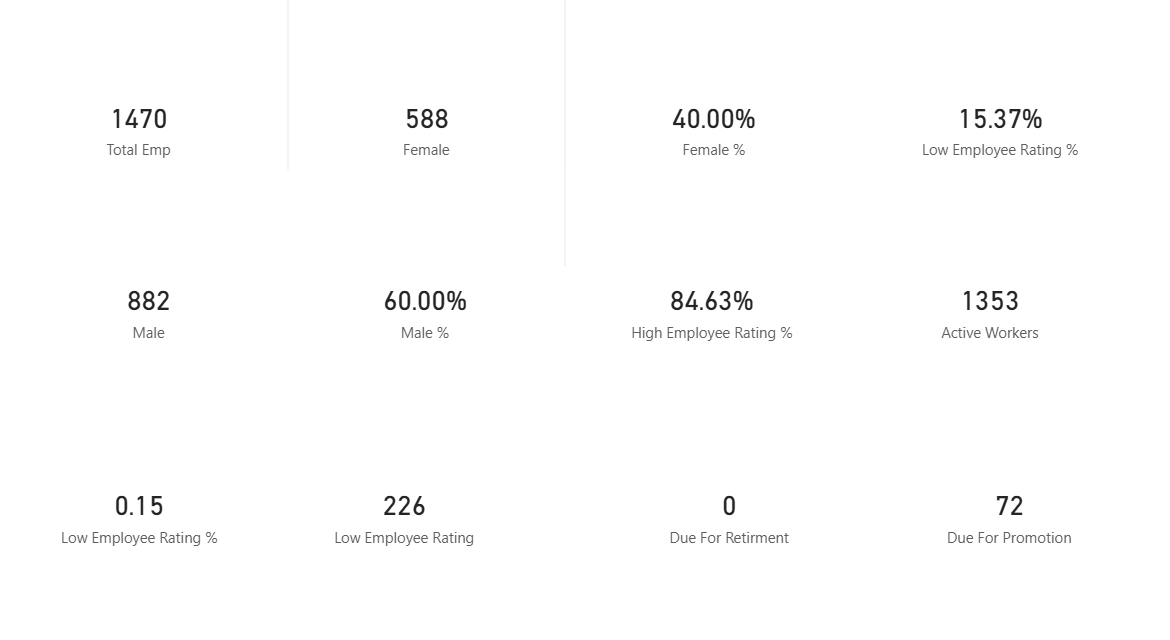 1470
Total Emp
588
Female
40.00%
Female %
15.37%
Low Employee Rating %
882
Male
60.00%
Male %
84.63%
High Employee Rating %
1353
Active Workers
0.15
Low Employee Rating %
226
Low Employee Rating
0
Due For Retirment
72
Due For Promotion